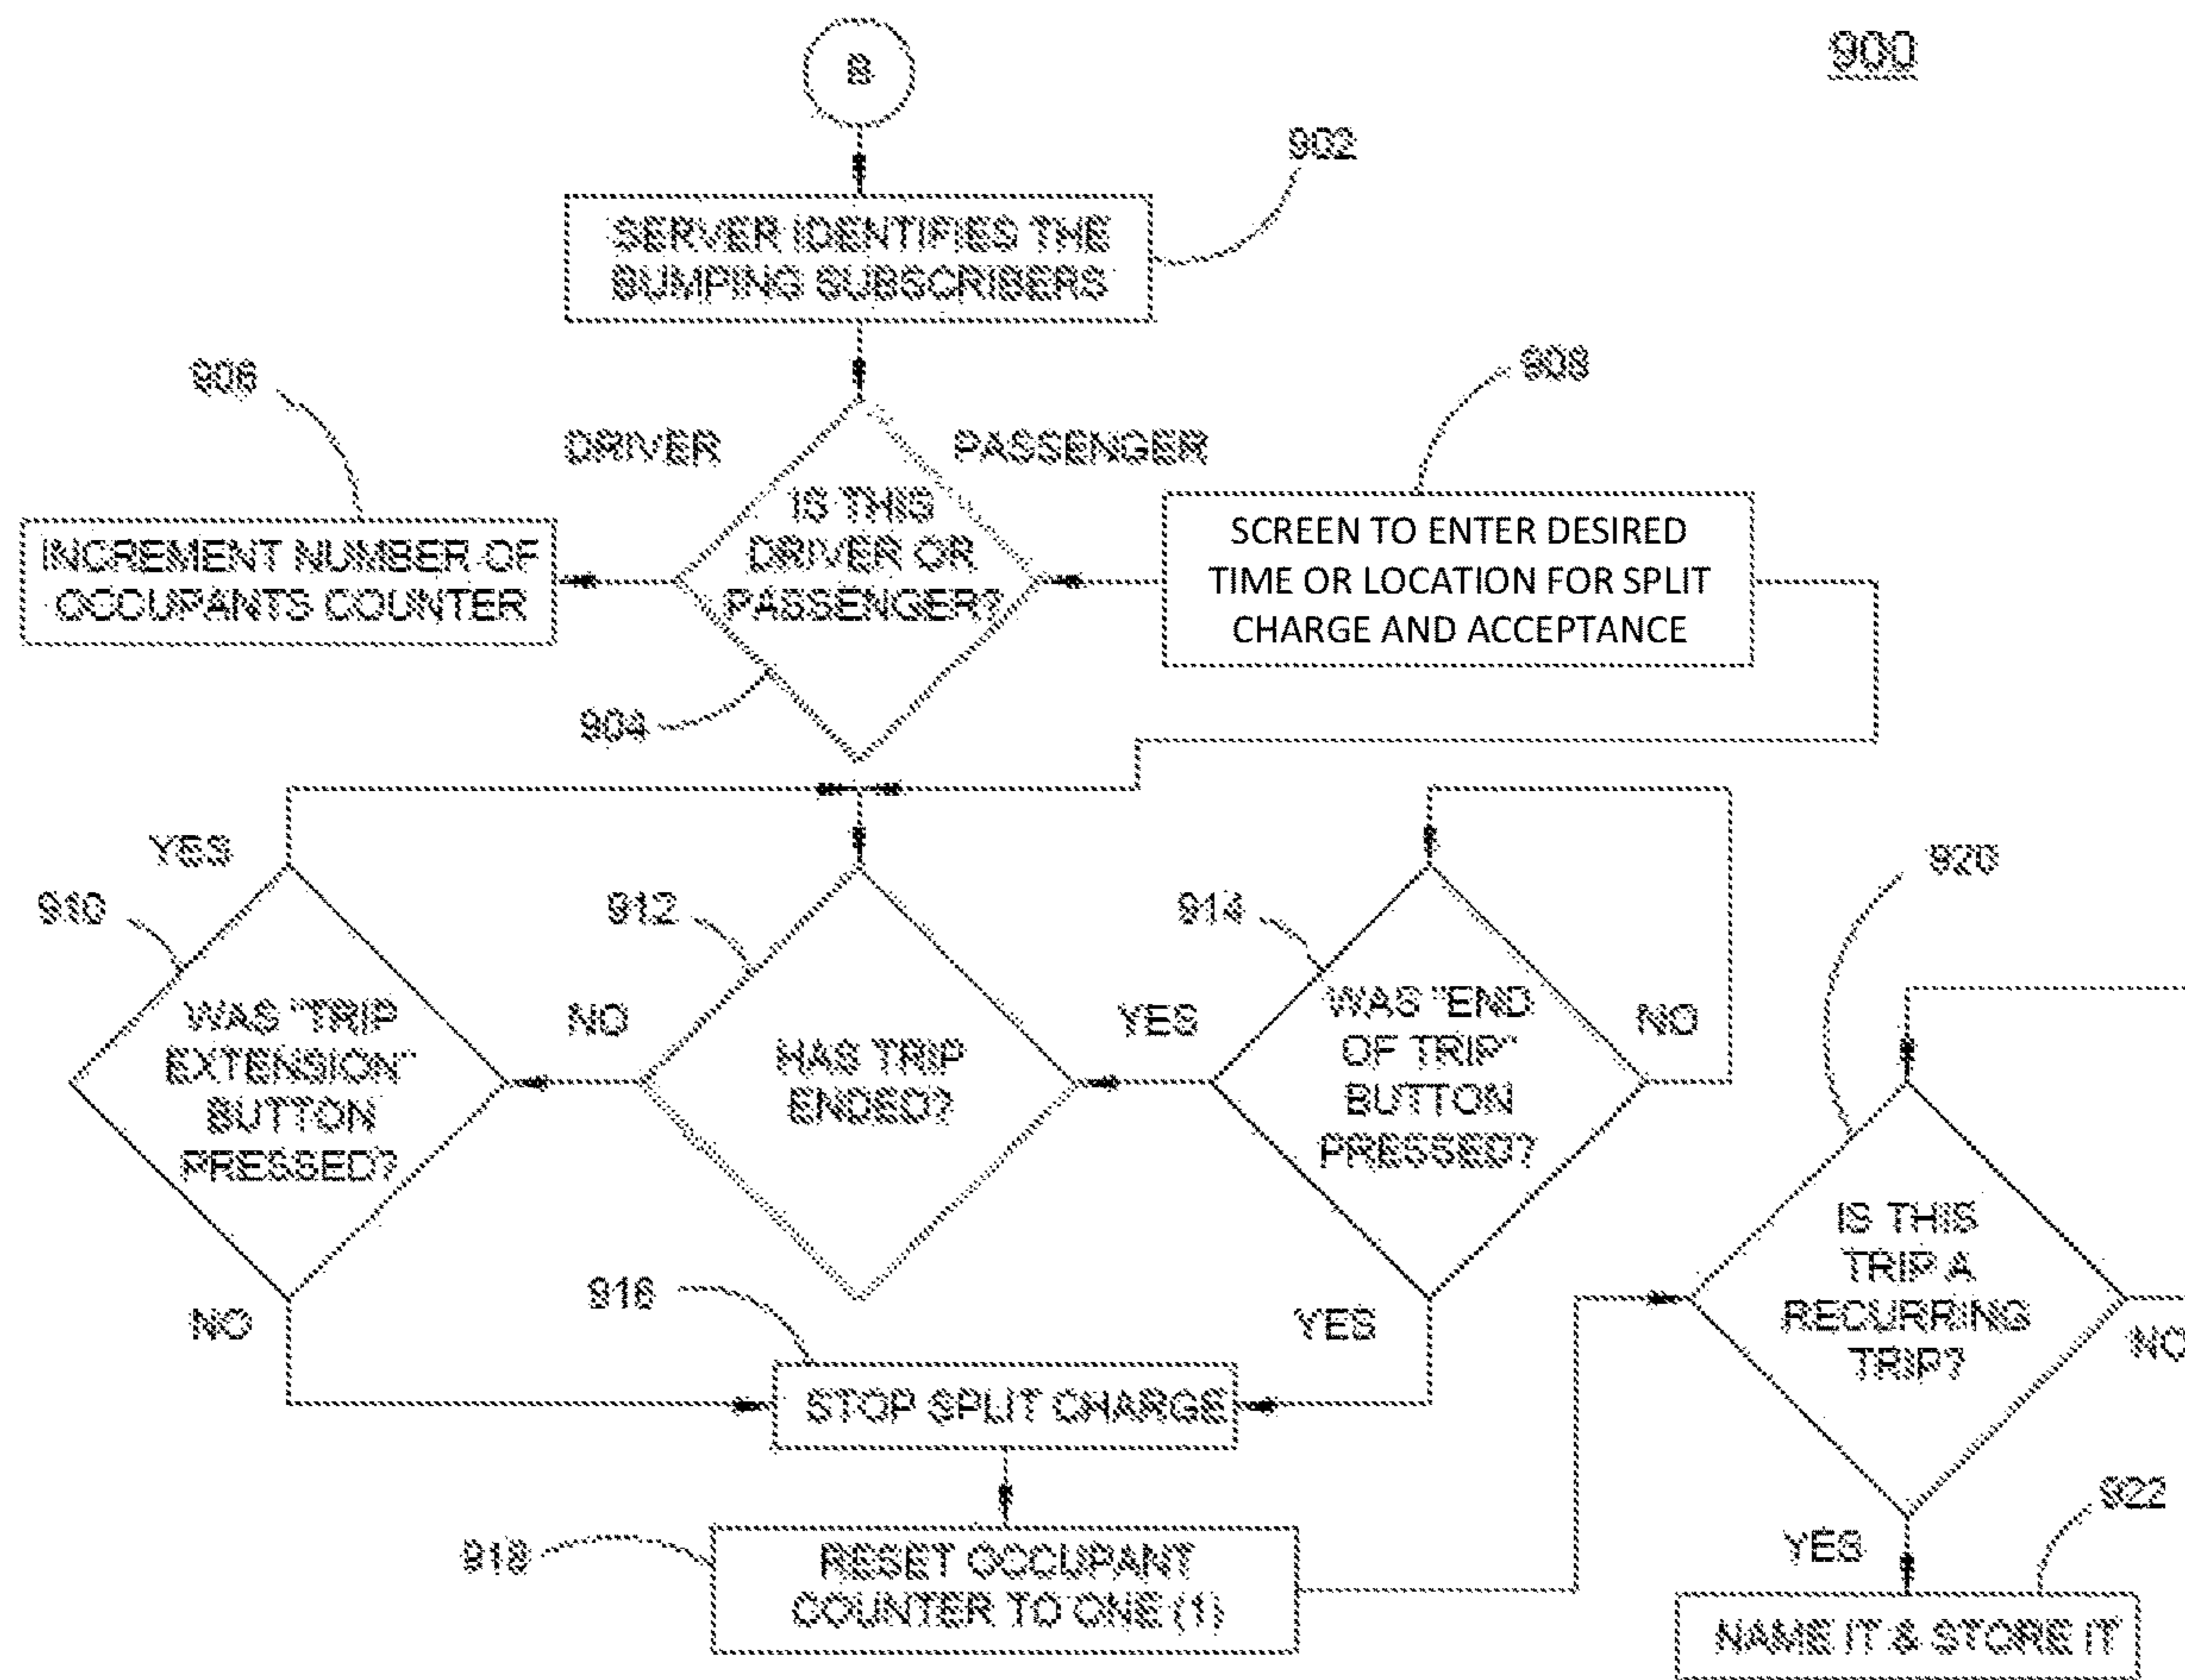 900
B
902
SERVER IDENTIFIES THE
BUMPING SUBSCRIBERS
906
908
DRIVER
PASSENGER
IS THIS
DRIVER OR
PASSENGER?
INCREMENT NUMBER OF
OCCUPANTS COUNTER
SCREEN TO ENTER DESIRED
TIME OR LOCATION FOR SPLIT
CHARGE AND ACCEPTANCE
904
YES
910
912
914
920
WAS "TRIP
EXTENSION"
BUTTON
PRESSED?
NO
HAS TRIP
ENDED?
YES
WAS "END
OF TRIP"
BUTTON
PRESSED?
NO
IS THIS
TRIP A
RECURRING
TRIP?
NO
NO
916
YES
STOP SPLIT CHARGE
918
RESET OCCUPANT
COUNTER TO ONE (1)
YES
922
NAME IT & STORE IT